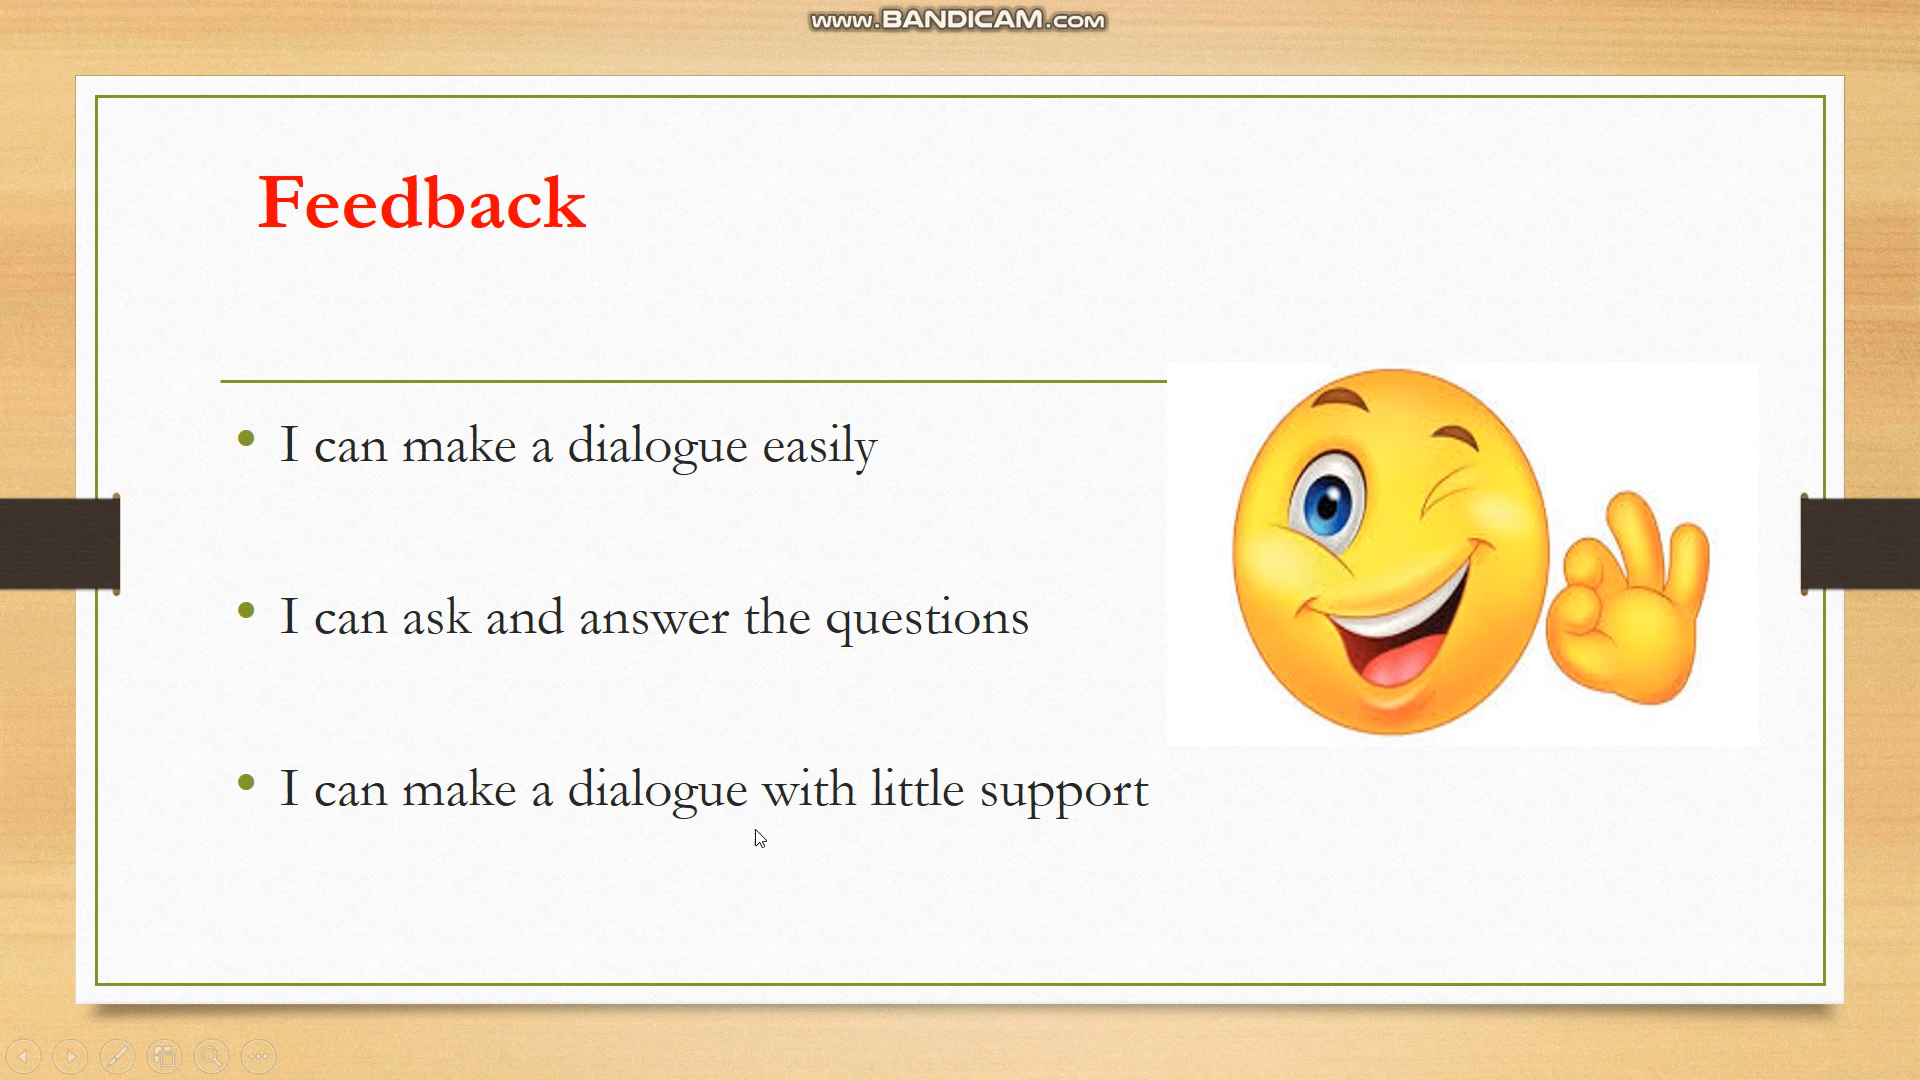 www.BANDICAM.com
Feedback
• I can make a dialogue easily
• I can ask and answer the questions
• I can make a dialogue with little support